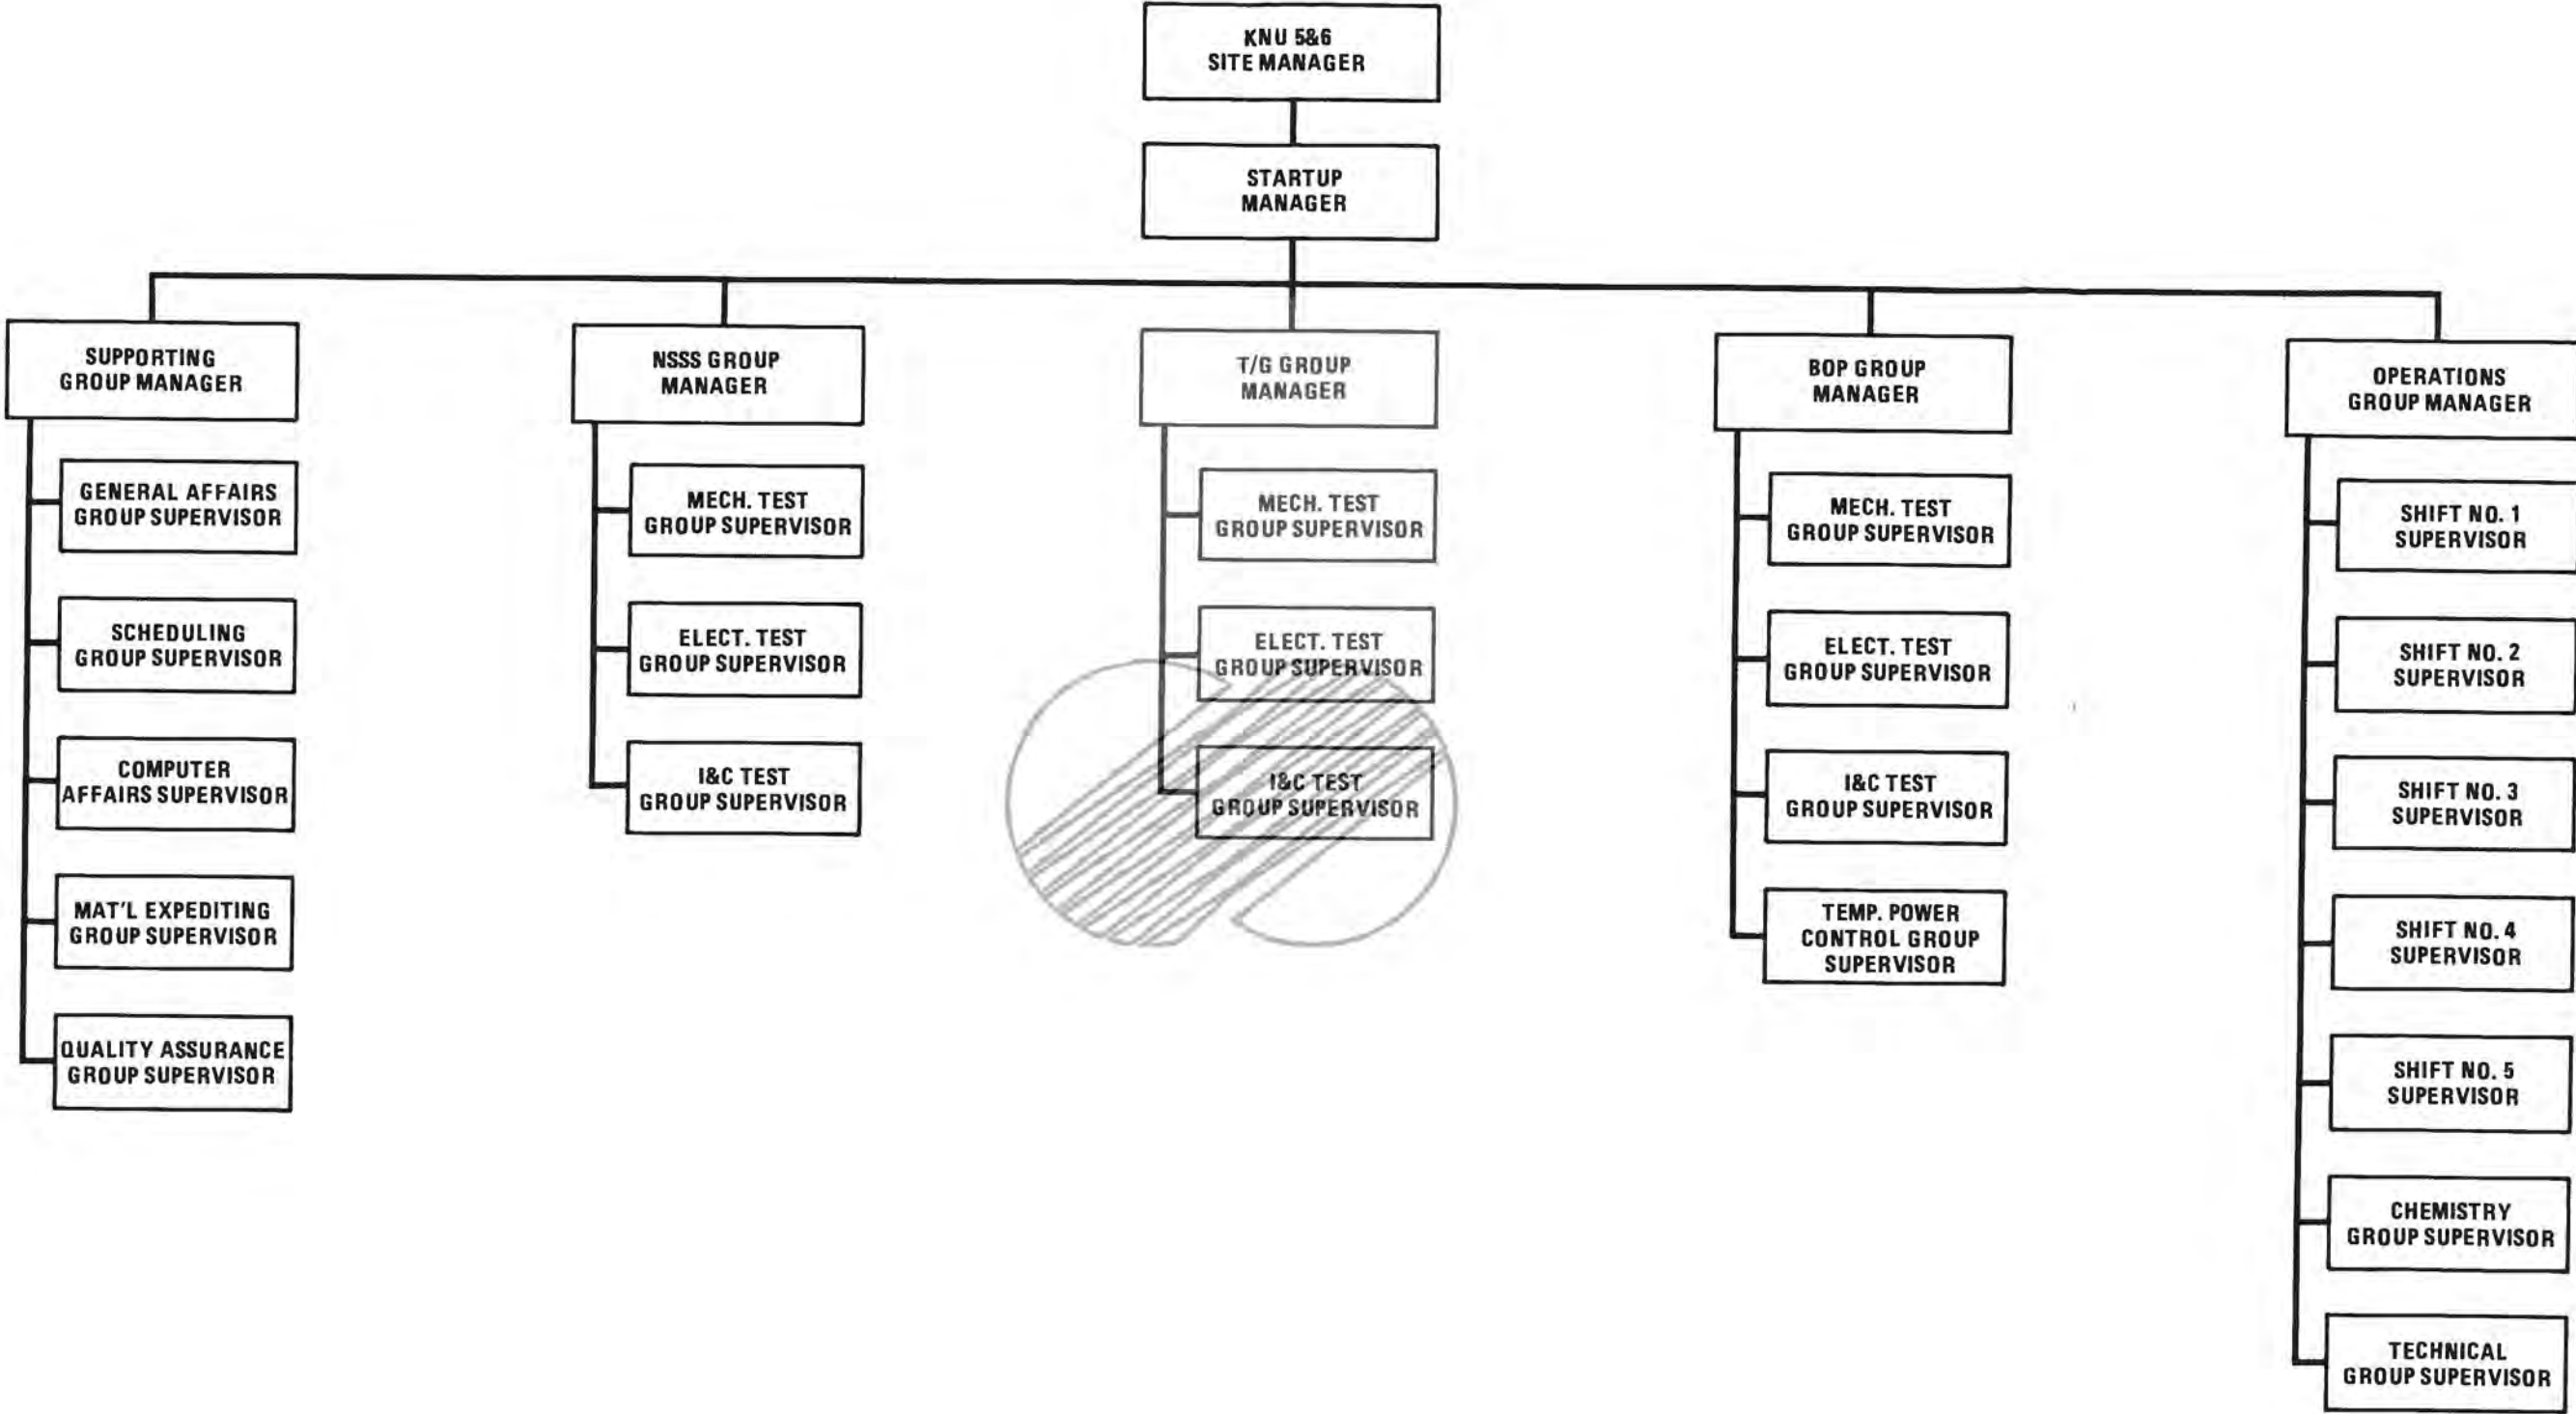 KNU 5&6
SITE MANAGER
STARTUP
MANAGER
SUPPORTING
GROUP MANAGER
GENERAL AFFAIRS
GROUP SUPERVISOR
SCHEDULING
GROUP SUPERVISOR
COMPUTER
AFFAIRS SUPERVISOR
MAT'L EXPEDITING
GROUP SUPERVISOR
QUALITY ASSURANCE
GROUP SUPERVISOR
NSSS GROUP
MANAGER
MECH. TEST
GROUP SUPERVISOR
ELECT. TEST
GROUP SUPERVISOR
I&C TEST
GROUP SUPERVISOR
T/G GROUP
MANAGER
MECH. TEST
GROUP SUPERVISOR
ELECT. TEST
GROUP SUPERVISOR
I&C TEST
GROUP SUPERVISOR
BOP GROUP
MANAGER
MECH. TEST
GROUP SUPERVISOR
ELECT. TEST
GROUP SUPERVISOR
I&C TEST
GROUP SUPERVISOR
TEMP. POWER
CONTROL GROUP
SUPERVISOR
OPERATIONS
GROUP MANAGER
SHIFT NO. 1
SUPERVISOR
SHIFT NO. 2
SUPERVISOR
SHIFT NO. 3
SUPERVISOR
SHIFT NO. 4
SUPERVISOR
SHIFT NO. 5
SUPERVISOR
CHEMISTRY
GROUP SUPERVISOR
TECHNICAL
GROUP SUPERVISOR